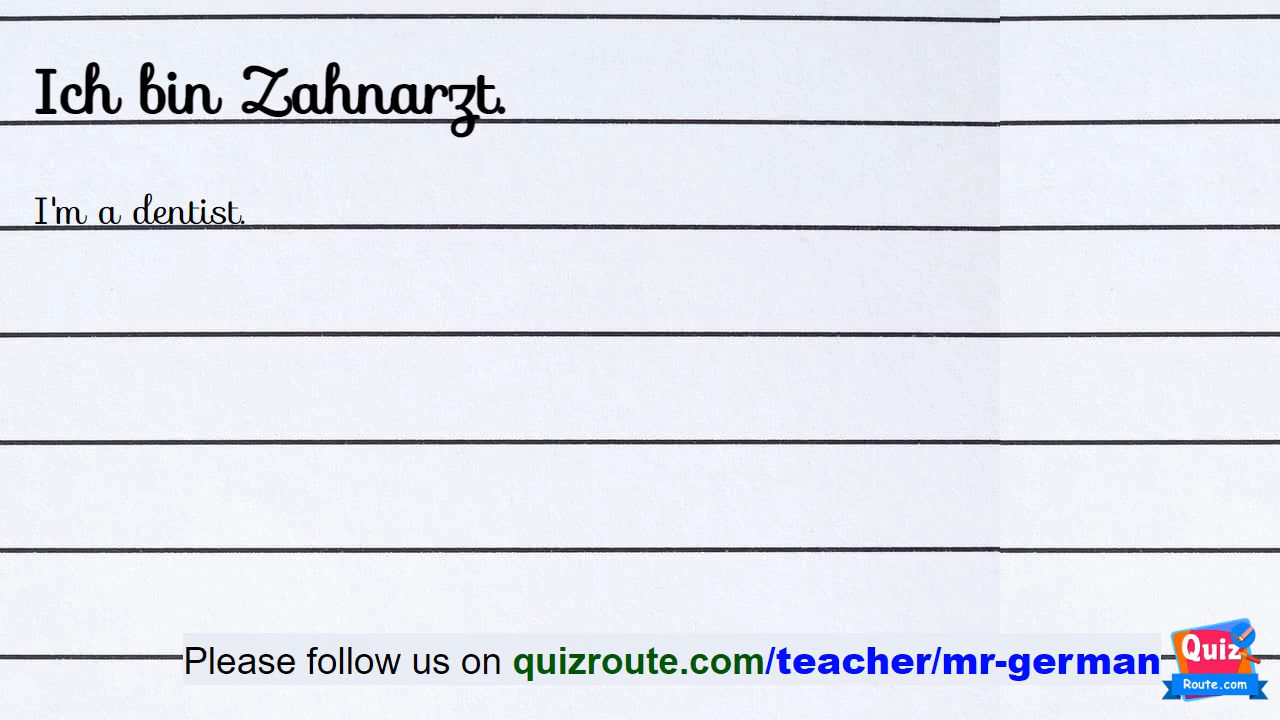 Ich bin Zahnarzt.
I'm a dentist.
Please follow us on quizroute.com/teacher/mr-german
Quiz
Route.com